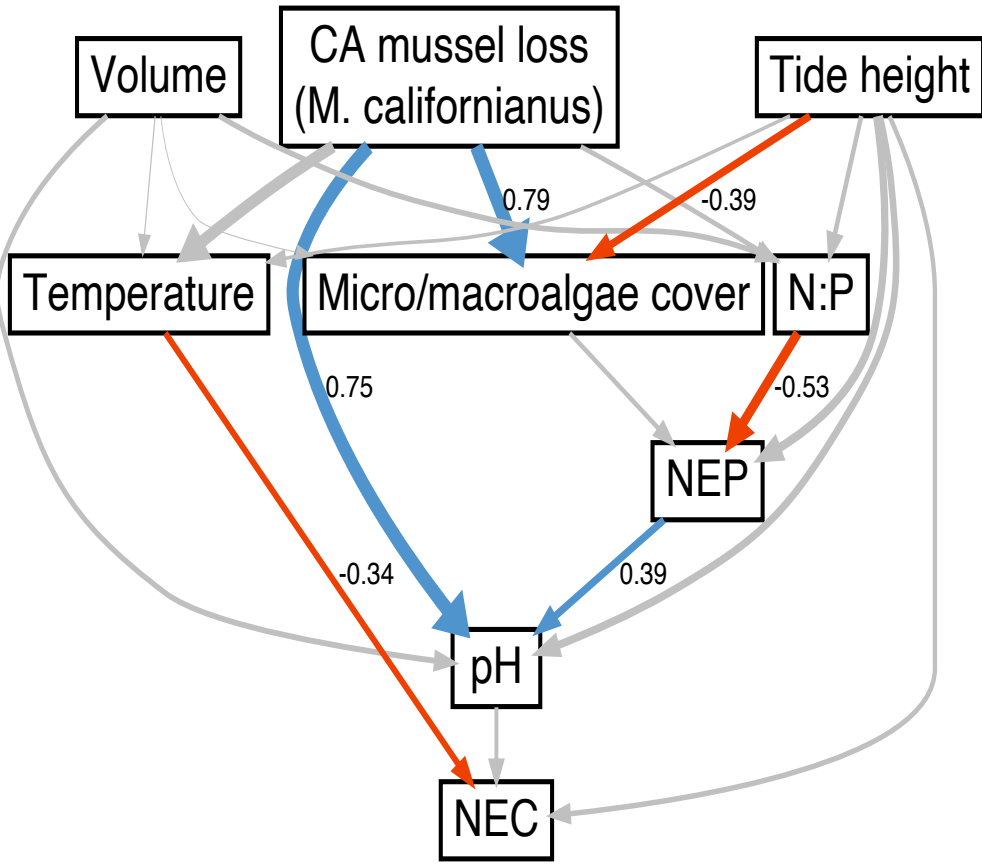 CA mussel loss
(M. californianus)
Volume
Tide height
0.79
-0.39
Temperature
Micro/macroalgae cover
N:P
0.75
-0.53
NEP
-0.34
0.39
pH
NEC